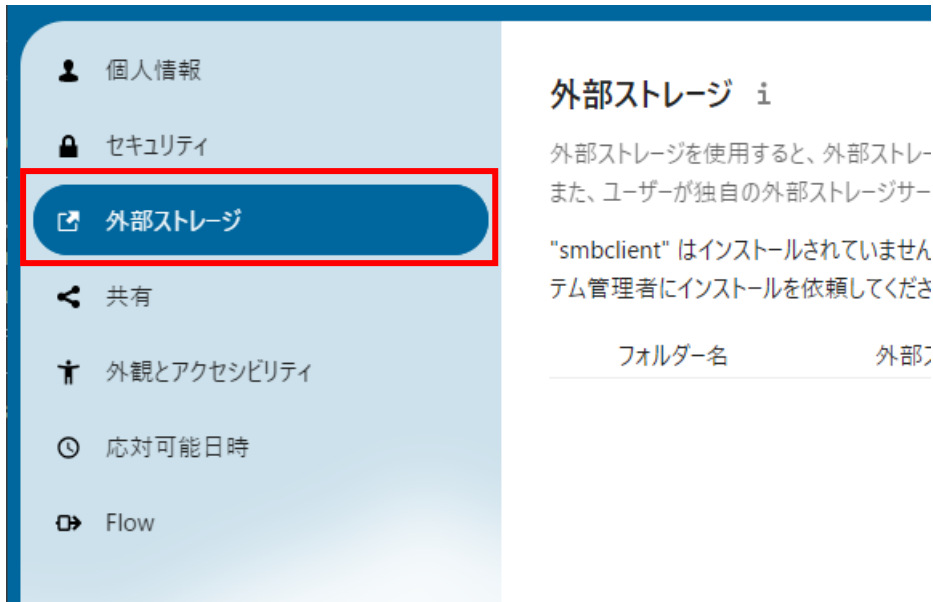 個人情報
セキュリティ
外部ストレージ
共有
外観とアクセシビリティ
応対可能日時
Flow
外部ストレージ i
外部ストレージを使用すると、外部ストレー
また、ユーザーが独自の外部ストレージサー
"smbclient" はインストールされていません
テム管理者にインストールを依頼してくださ
フォルダー名 外部ス